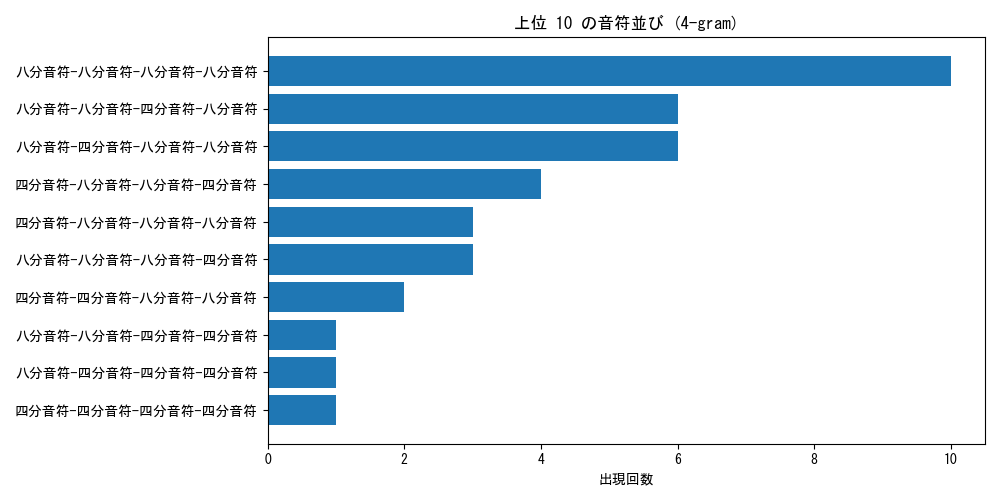 上位 10 の音符並び (4-gram)
八分音符-八分音符-八分音符-八分音符
八分音符-八分音符-四分音符-八分音符
八分音符-四分音符-八分音符-八分音符
四分音符-八分音符-八分音符-四分音符
四分音符-八分音符-八分音符-八分音符
八分音符-八分音符-八分音符-四分音符
四分音符-四分音符-八分音符-八分音符
八分音符-八分音符-四分音符-四分音符
八分音符-四分音符-四分音符-四分音符
四分音符-四分音符-四分音符-四分音符
0 2 4 6 8 10
出現回数